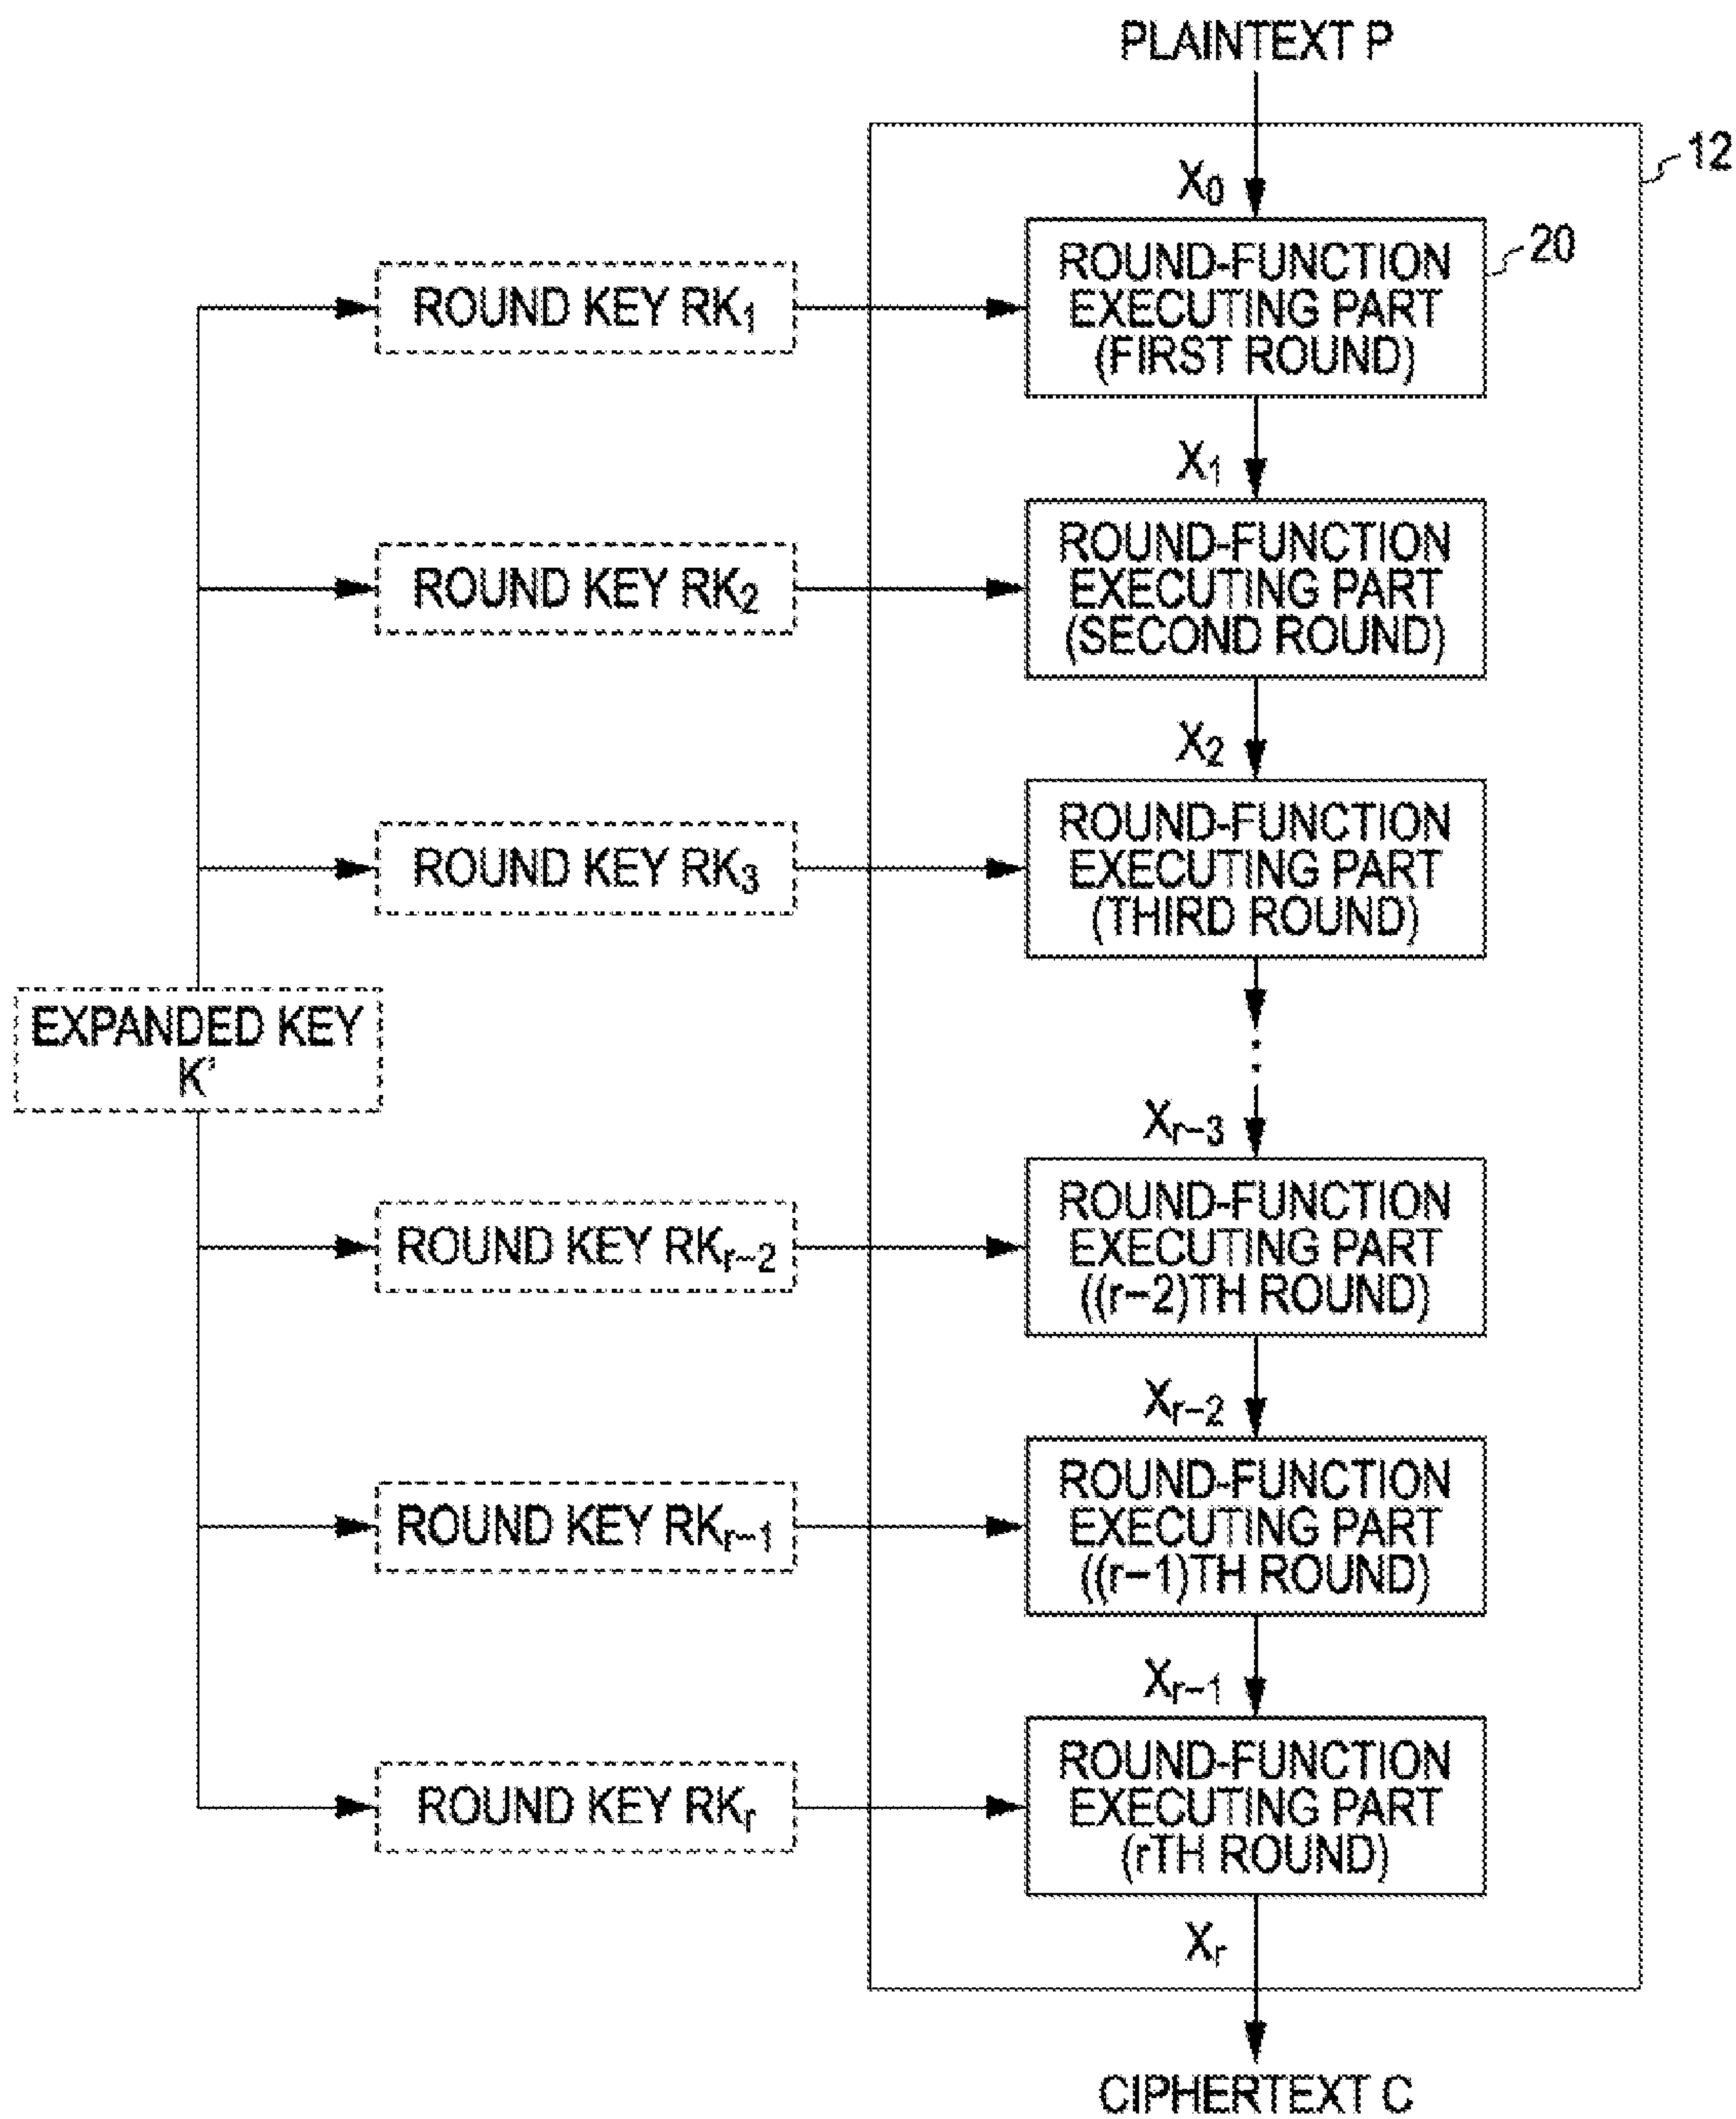 PLAINTEXT P
12
X0
ROUND-FUNCTION
EXECUTING PART
(FIRST ROUND)
20
ROUND KEY RK1
X1
ROUND-FUNCTION
EXECUTING PART
(SECOND ROUND)
ROUND KEY RK2
X2
ROUND-FUNCTION
EXECUTING PART
(THIRD ROUND)
ROUND KEY RK3
EXPANDED KEY
K'
Xr-3
ROUND-FUNCTION
EXECUTING PART
((r-2)TH ROUND)
ROUND KEY RKr-2
Xr-2
ROUND-FUNCTION
EXECUTING PART
((r-1)TH ROUND)
ROUND KEY RKr-1
Xr-1
ROUND-FUNCTION
EXECUTING PART
(rTH ROUND)
ROUND KEY RKr
Xr
CIPHERTEXT C